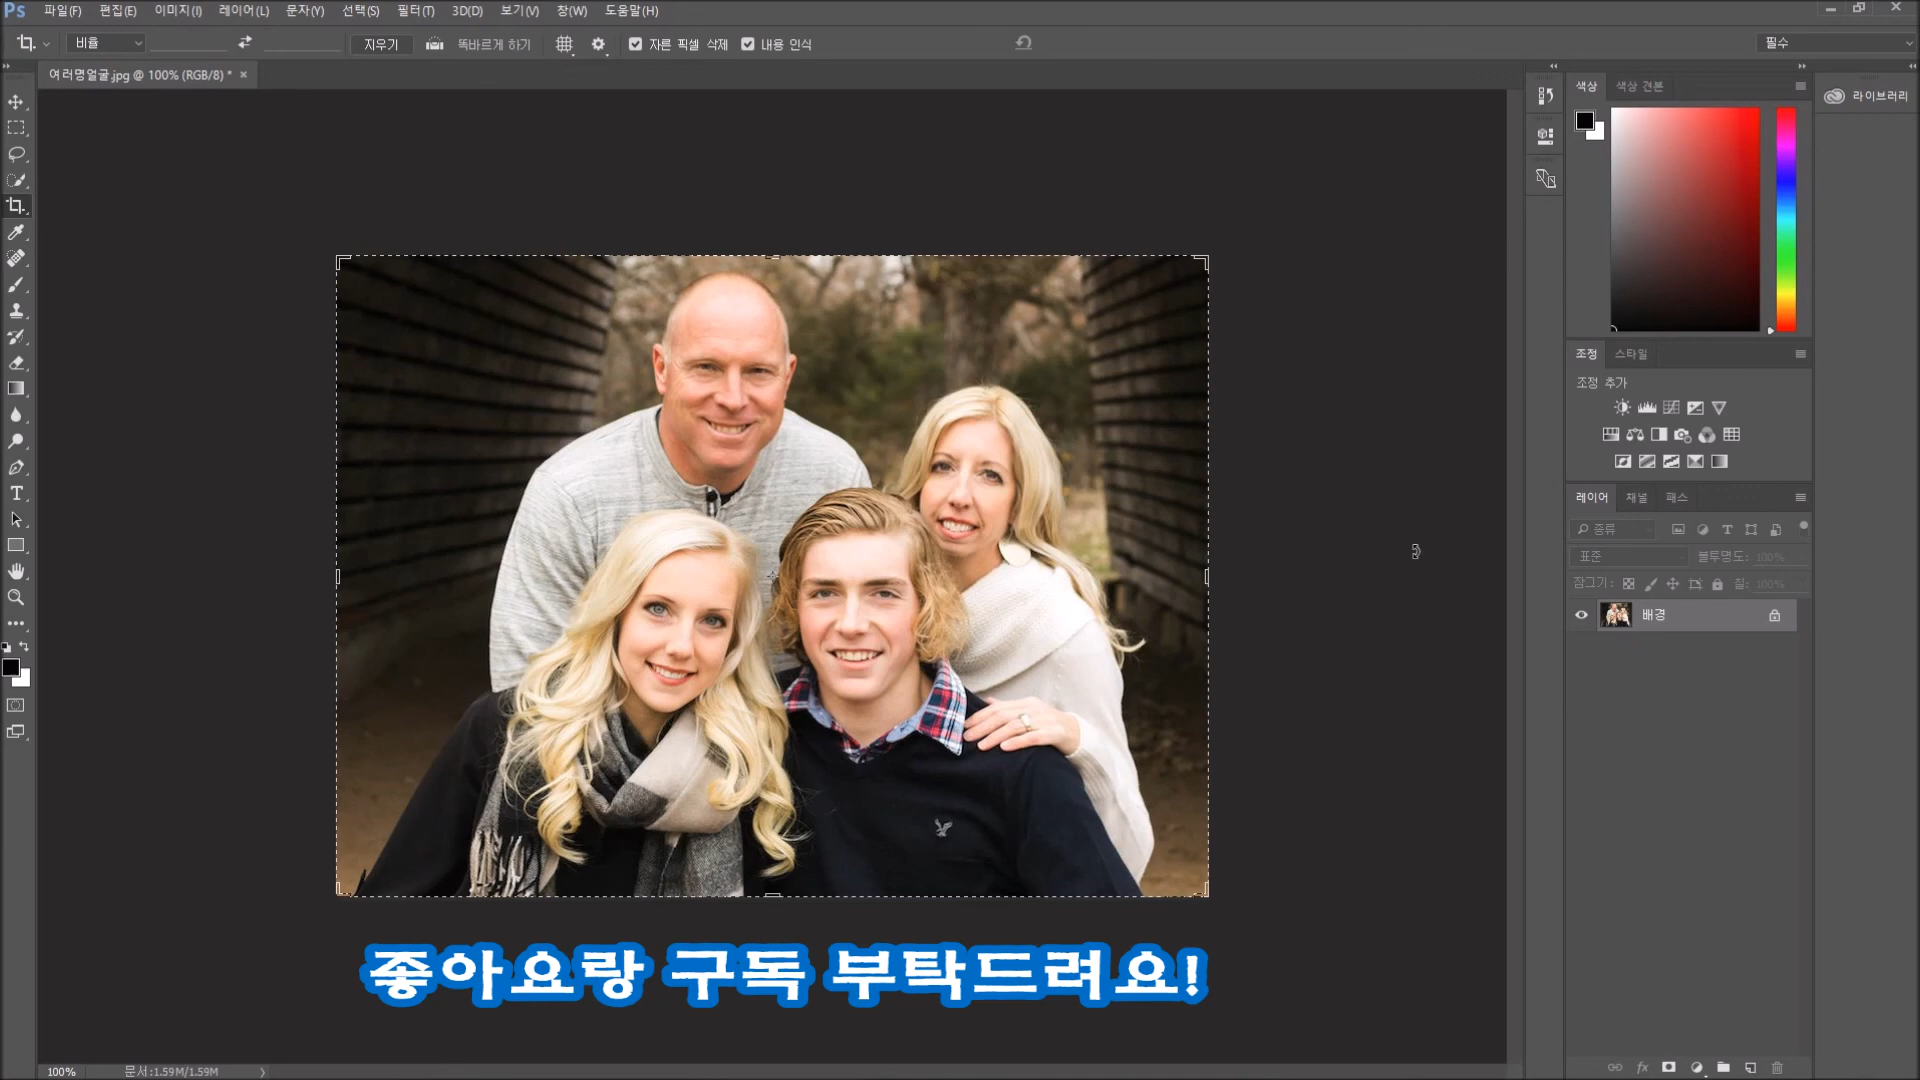 Ps 파일(F) 편집(E) 이미지(I) 레이어(L) 문자(Y) 선택(S) 필터(T) 3D(D) 보기(V) 창(W) 도움말(H)
비율 지우기 똑바르게 하기 자른 픽셀 삭제 내용 인식 필수
여러명얼굴.jpg @ 100% (RGB/8) * ×
색상 색상 견본
라이브러리
조정 스타일
조정 추가
레이어 채널 패스
종류
표준 불투명도: 100%
잠그기: 칠: 100%
배경
좋아요랑 구독 부탁드려요!
fx
100% 문서:1.59M/1.59M